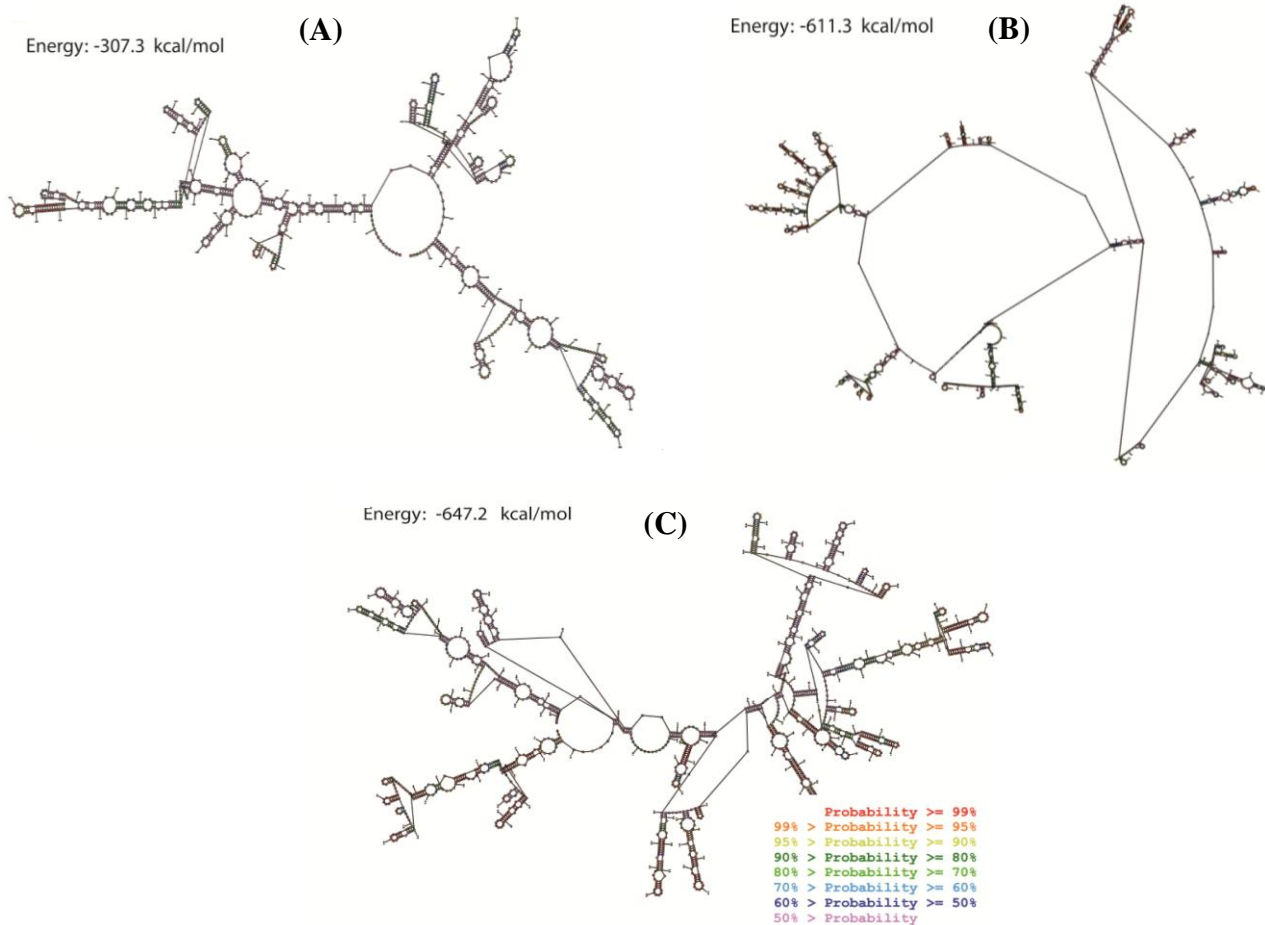 (A)
Energy: -307.3 kcal/mol
Energy: -611.3 kcal/mol
(B)
Energy: -647.2 kcal/mol
(C)
Probability >= 99%
99% > Probability >= 95%
95% > Probability >= 90%
90% > Probability >= 80%
80% > Probability >= 70%
70% > Probability >= 60%
60% > Probability >= 50%
50% > Probability